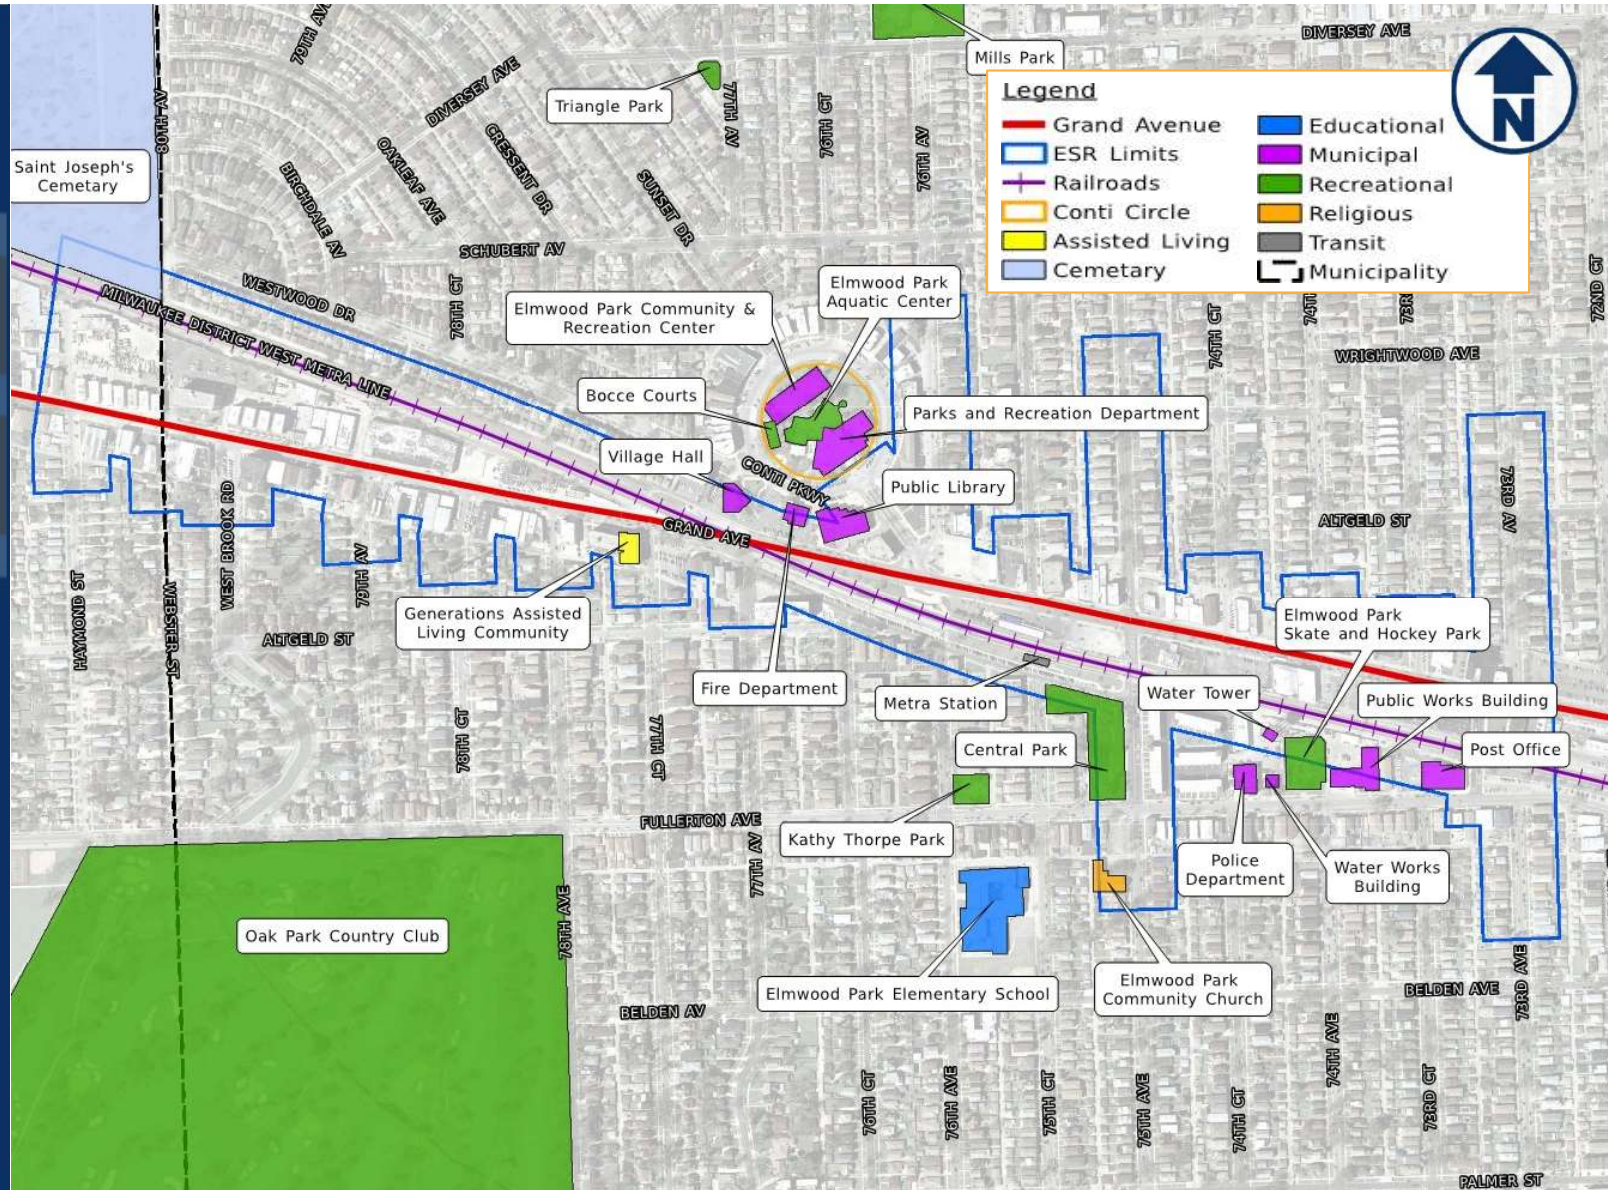 79TH AVE
DIVERSEY AVE
Mills Park
Triangle Park
77TH AV
76TH CT
76TH AV
80TH AV
DIVERSEY AVE
OAKLEAF AVE
CRESSENT DR
BIRCHDALE AV
SUNSET DR
SCHUBERT AV
Saint Joseph's
Cemetary
Legend
Grand Avenue
ESR Limits
Railroads
Conti Circle
Assisted Living
Cemetary
Educational
Municipal
Recreational
Religious
Transit
Municipality
N
72ND CT
WESTWOOD DR
MILWAUKEE DISTRICT WEST METRA LINE
78TH CT
Elmwood Park Community &
Recreation Center
Elmwood Park
Aquatic Center
74TH CT
WRIGHTWOOD AVE
Bocce Courts
Parks and Recreation Department
Village Hall
CONTI PKWY
Public Library
GRAND AVE
73RD AV
ALTGELD ST
WEST BROOK RD
79TH AV
HAYMOND ST
WEBSTER ST
Generations Assisted
Living Community
ALTGELD ST
Elmwood Park
Skate and Hockey Park
Fire Department
Metra Station
Water Tower
Public Works Building
78TH CT
77TH CT
Central Park
Post Office
FULLERTON AVE
Kathy Thorpe Park
77TH AV
Police
Department
Water Works
Building
78TH AVE
Oak Park Country Club
Elmwood Park Elementary School
Elmwood Park
Community Church
BELDEN AVE
73RD AVE
BELDEN AV
76TH CT
76TH AVE
75TH CT
75TH AVE
74TH CT
74TH AVE
73RD CT
PALMER ST